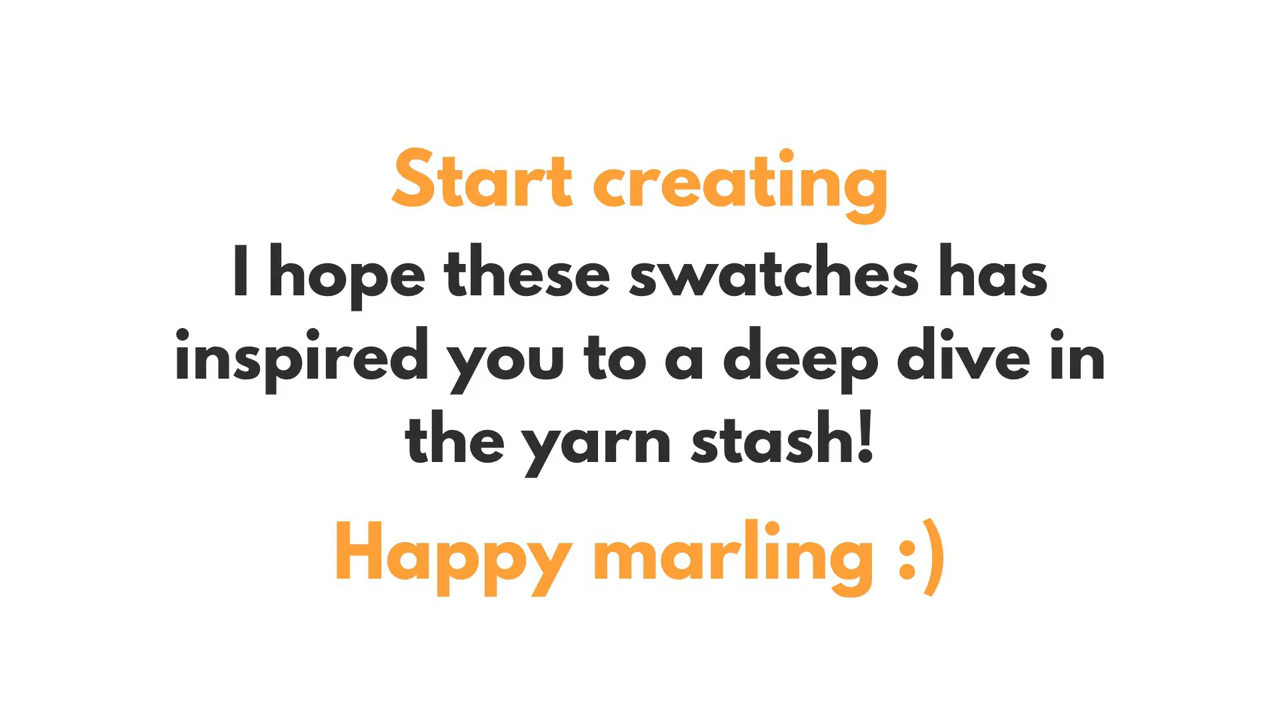 Start creating
I hope these swatches has
inspired you to a deep dive in
the yarn stash!
Happy marling :)